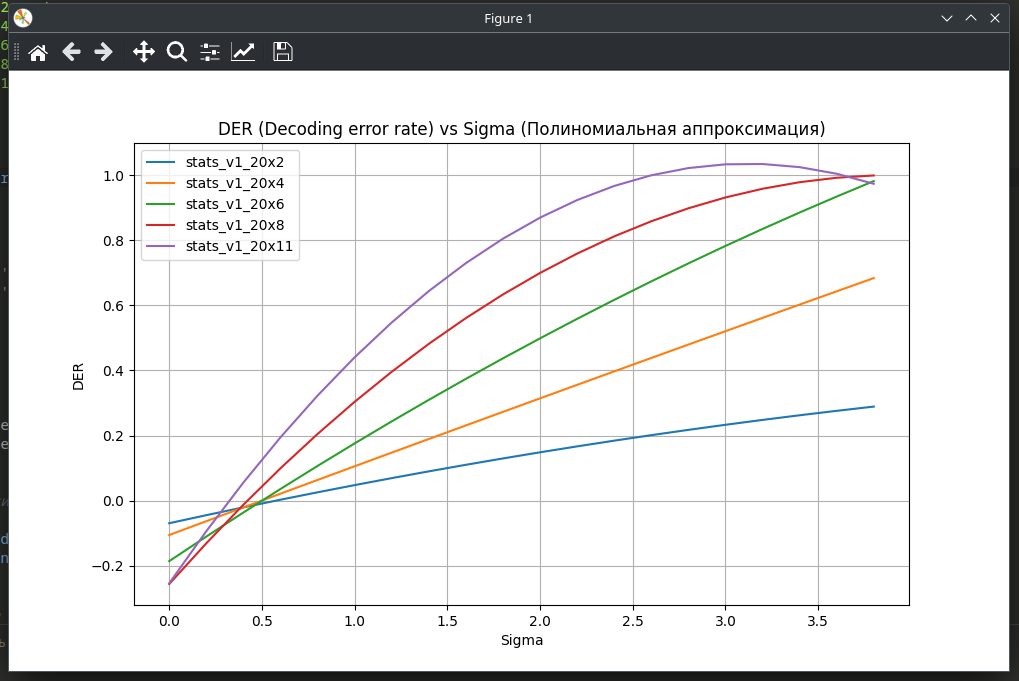 Figure 1
DER (Decoding error rate) vs Sigma (Полиномиальная аппроксимация)
stats_v1_20x2
stats_v1_20x4
stats_v1_20x6
stats_v1_20x8
stats_v1_20x11
1.0
0.8
0.6
0.4
0.2
0.0
−0.2
DER
0.0 0.5 1.0 1.5 2.0 2.5 3.0 3.5
Sigma